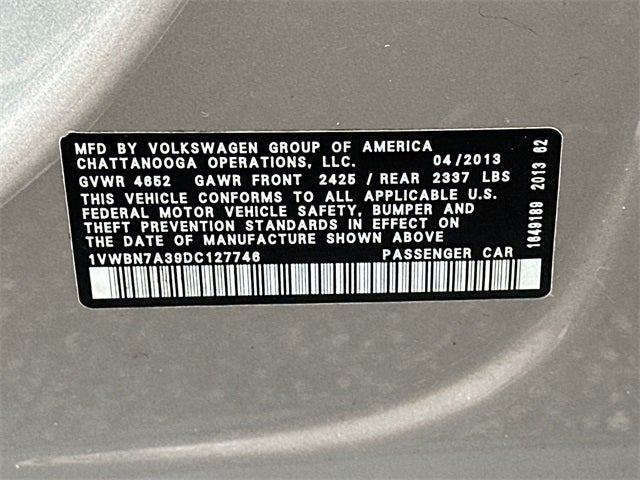 MFD BY VOLKSWAGEN GROUP OF AMERICA
CHATTANOOGA OPERATIONS, LLC. 04/2013
GVWR 4652 GAWR FRONT 2425 / REAR 2337 LBS
THIS VEHICLE CONFORMS TO ALL APPLICABLE U.S.
FEDERAL MOTOR VEHICLE SAFETY, BUMPER AND
THEFT PREVENTION STANDARDS IN EFFECT ON
THE DATE OF MANUFACTURE SHOWN ABOVE
1VWBN7A39DC127746 PASSENGER CAR
1649189 2013 62